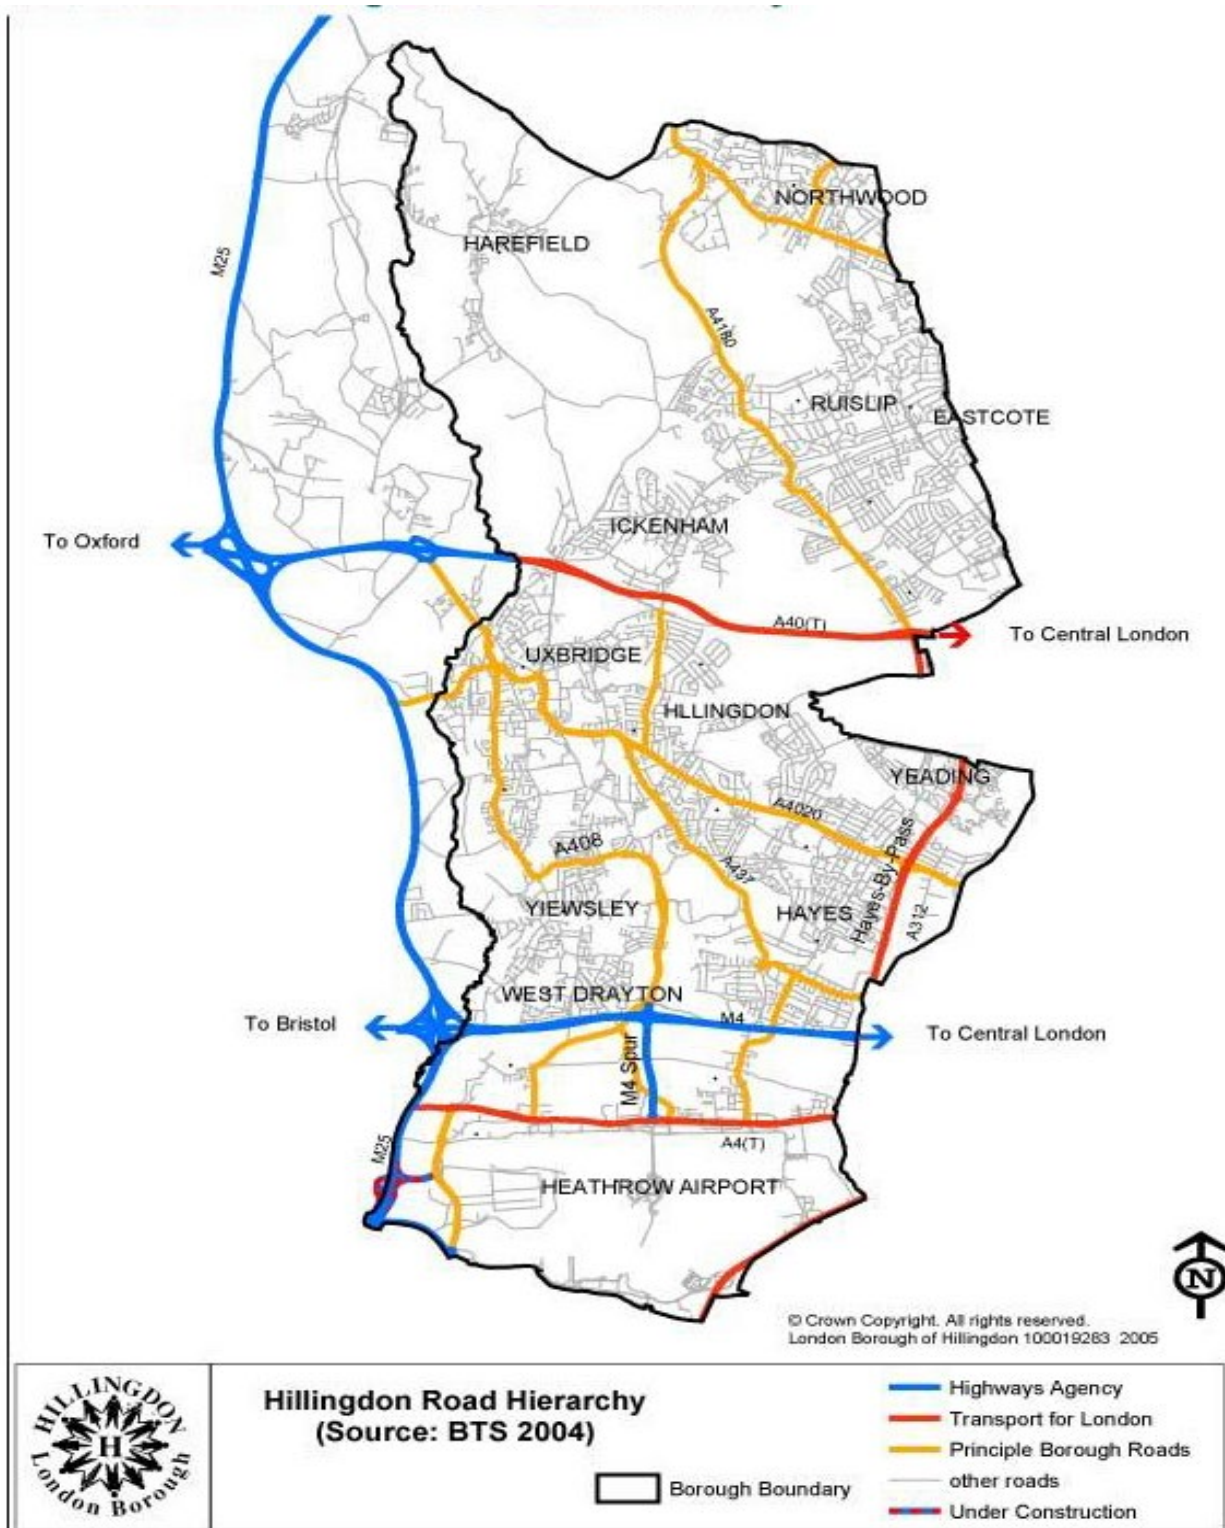 NORTHWOOD
HAREFIELD
M25
A4180
RUISLIP
EASTCOTE
ICKENHAM
To Oxford
A40(T)
To Central London
UXBRIDGE
HLLINGDON
YEADING
A4020
A408
A437
Hayes-By-Pass
YIEWSLEY
HAYES
A312
WEST DRAYTON
To Bristol
M4
To Central London
M4 Spur
M25
A4(T)
HEATHROW AIRPORT
N
© Crown Copyright. All rights reserved.
London Borough of Hillingdon 100019283 2005
HILLINGDON
H
London Borough
Hillingdon Road Hierarchy
(Source: BTS 2004)
Borough Boundary
Highways Agency
Transport for London
Principle Borough Roads
other roads
Under Construction